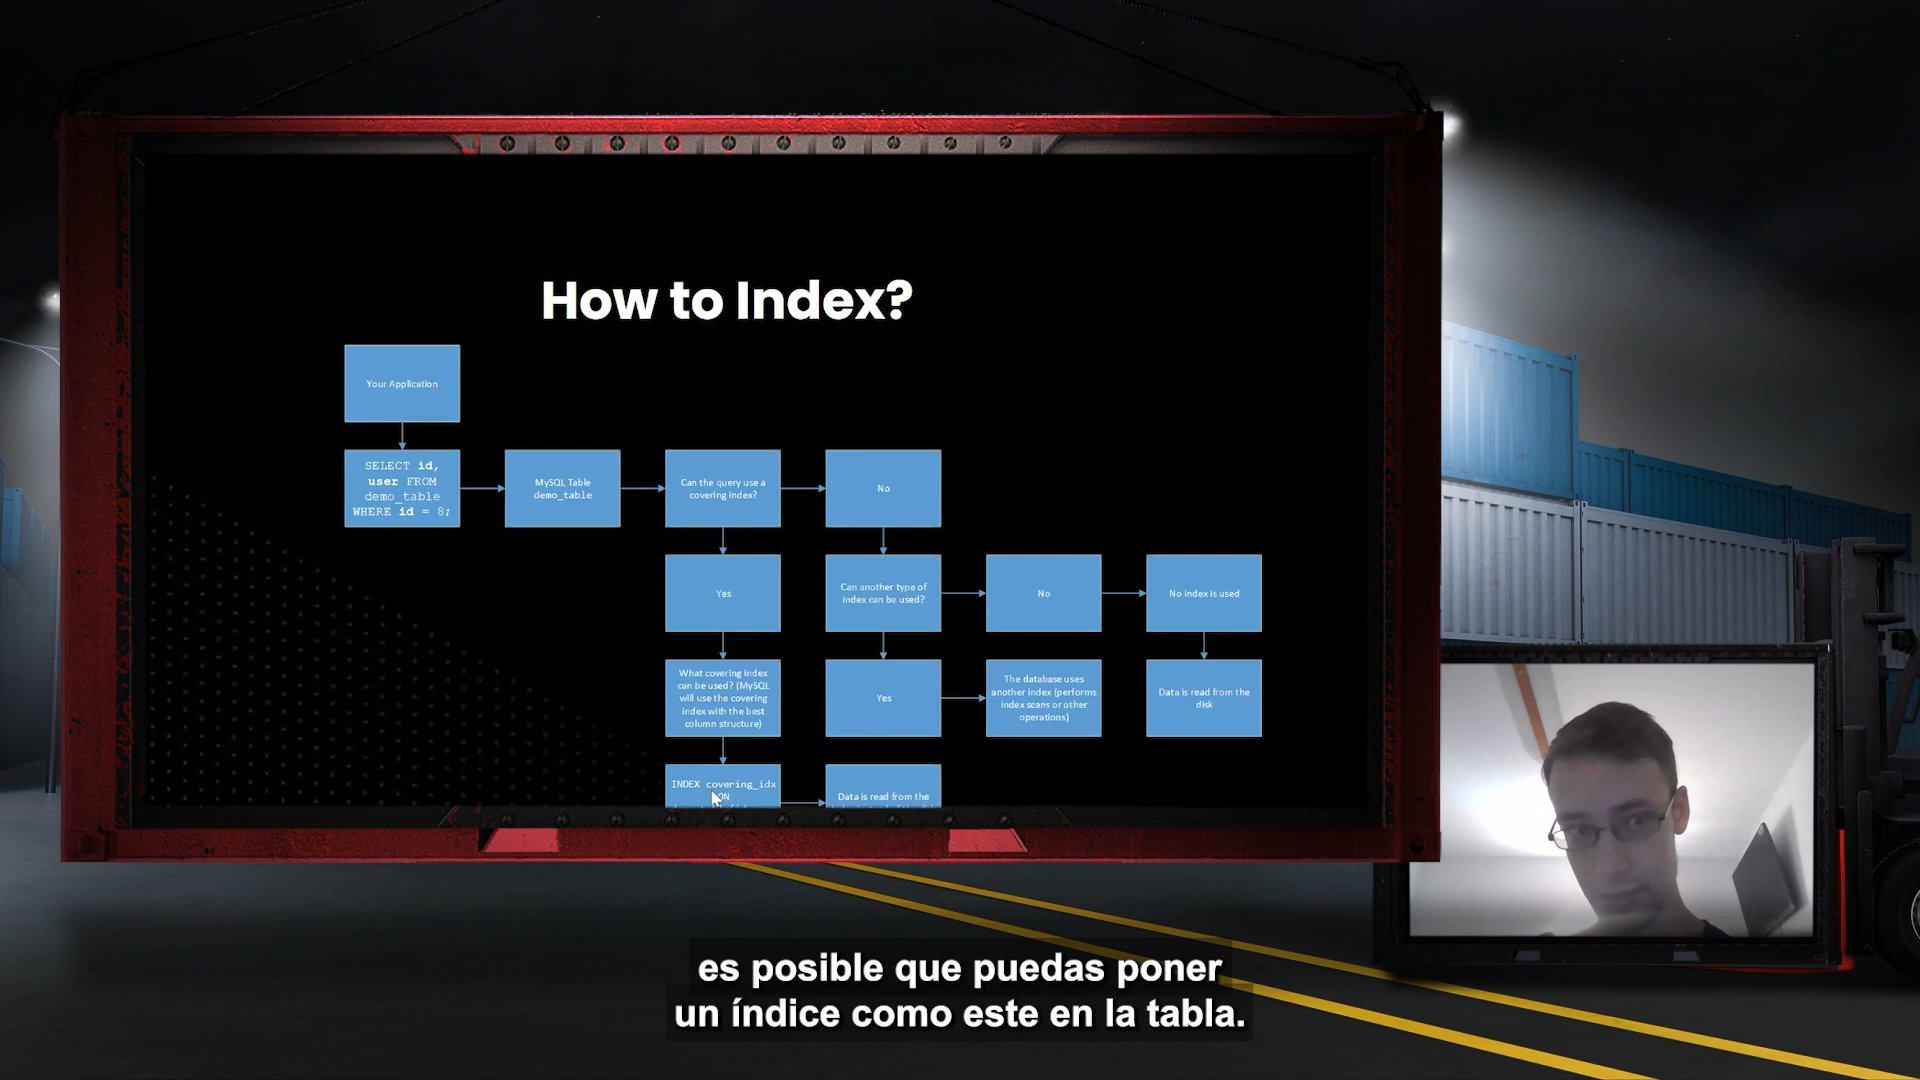 How to Index?
Your Application
SELECT id,
user FROM
demo_table
WHERE id = 8;
MySQL Table
demo_table
Can the query use a
covering index?
No
Yes
Can another type of
index can be used?
No
No index is used
What covering index
can be used? (MySQL
will use the covering
index with the best
column structure)
Yes
The database uses
another index (performs
index scans or other
operations)
Data is read from the
disk
INDEX covering_idx
ON
Data is read from the
es posible que puedas poner
un índice como este en la tabla.